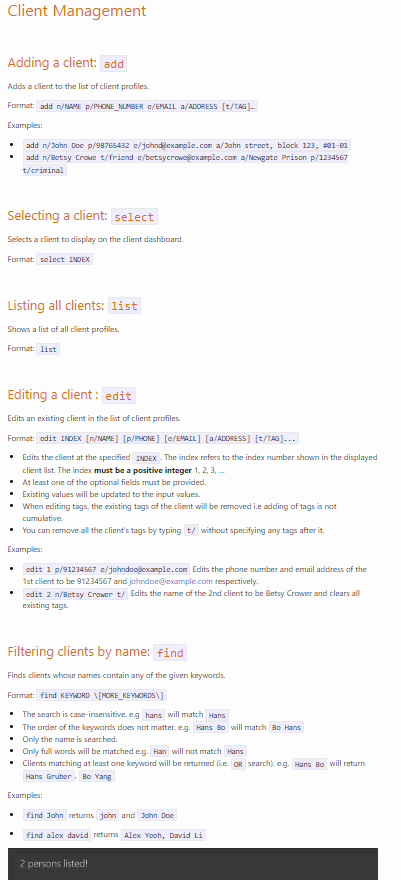 Client Management
Adding a client: add
Adds a client to the list of client profiles.
Format: add n/NAME p/PHONE_NUMBER e/EMAIL a/ADDRESS [t/TAG]…
Examples:
add n/John Doe p/98765432 e/johnd@example.com a/John street, block 123, #01-01
add n/Betsy Crowe t/friend e/betsycrowe@example.com a/Newgate Prison p/1234567
t/criminal
Selecting a client: select
Selects a client to display on the client dashboard.
Format: select INDEX
Listing all clients: list
Shows a list of all client profiles.
Format: list
Editing a client : edit
Edits an existing client in the list of client profiles.
Format: edit INDEX [n/NAME] [p/PHONE] [e/EMAIL] [a/ADDRESS] [t/TAG]...
Edits the client at the specified INDEX. The index refers to the index number shown in the displayed
client list. The index must be a positive integer 1, 2, 3, …
At least one of the optional fields must be provided.
Existing values will be updated to the input values.
When editing tags, the existing tags of the client will be removed i.e adding of tags is not
cumulative.
You can remove all the client's tags by typing t/ without specifying any tags after it.
Examples:
edit 1 p/91234567 e/johndoe@example.com Edits the phone number and email address of the
1st client to be 91234567 and johndoe@example.com respectively.
edit 2 n/Betsy Crower t/ Edits the name of the 2nd client to be Betsy Crower and clears all
existing tags.
Filtering clients by name: find
Finds clients whose names contain any of the given keywords.
Format: find KEYWORD \[MORE_KEYWORDS\]
The search is case-insensitive. e.g hans will match Hans
The order of the keywords does not matter. e.g. Hans Bo will match Bo Hans
Only the name is searched.
Only full words will be matched e.g. Han will not match Hans
Clients matching at least one keyword will be returned (i.e. OR search). e.g. Hans Bo will return
Hans Gruber, Bo Yang
Examples:
find John returns john and John Doe
find alex david returns Alex Yeoh, David Li
2 persons listed!